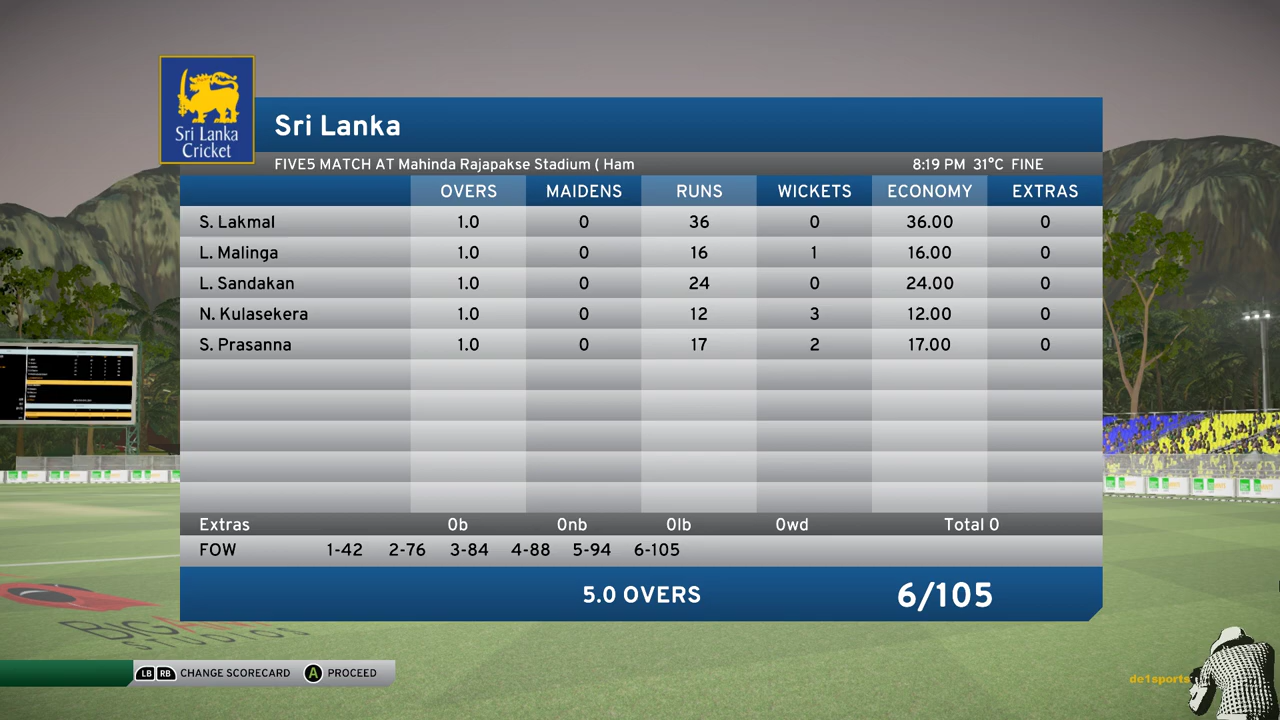 Sri Lanka
Cricket
Sri Lanka
FIVE5 MATCH AT Mahinda Rajapakse Stadium ( Ham 8:19 PM 31°C FINE
OVERS MAIDENS RUNS WICKETS ECONOMY EXTRAS
S. Lakmal 1.0 0 36 0 36.00 0
L. Malinga 1.0 0 16 1 16.00 0
L. Sandakan 1.0 0 24 0 24.00 0
N. Kulasekera 1.0 0 12 3 12.00 0
S. Prasanna 1.0 0 17 2 17.00 0
Extras 0b 0nb 0lb 0wd Total 0
FOW 1-42 2-76 3-84 4-88 5-94 6-105
5.0 OVERS 6/105
BIG ANT
STUDIOS
LB RB CHANGE SCORECARD A PROCEED
de1sports